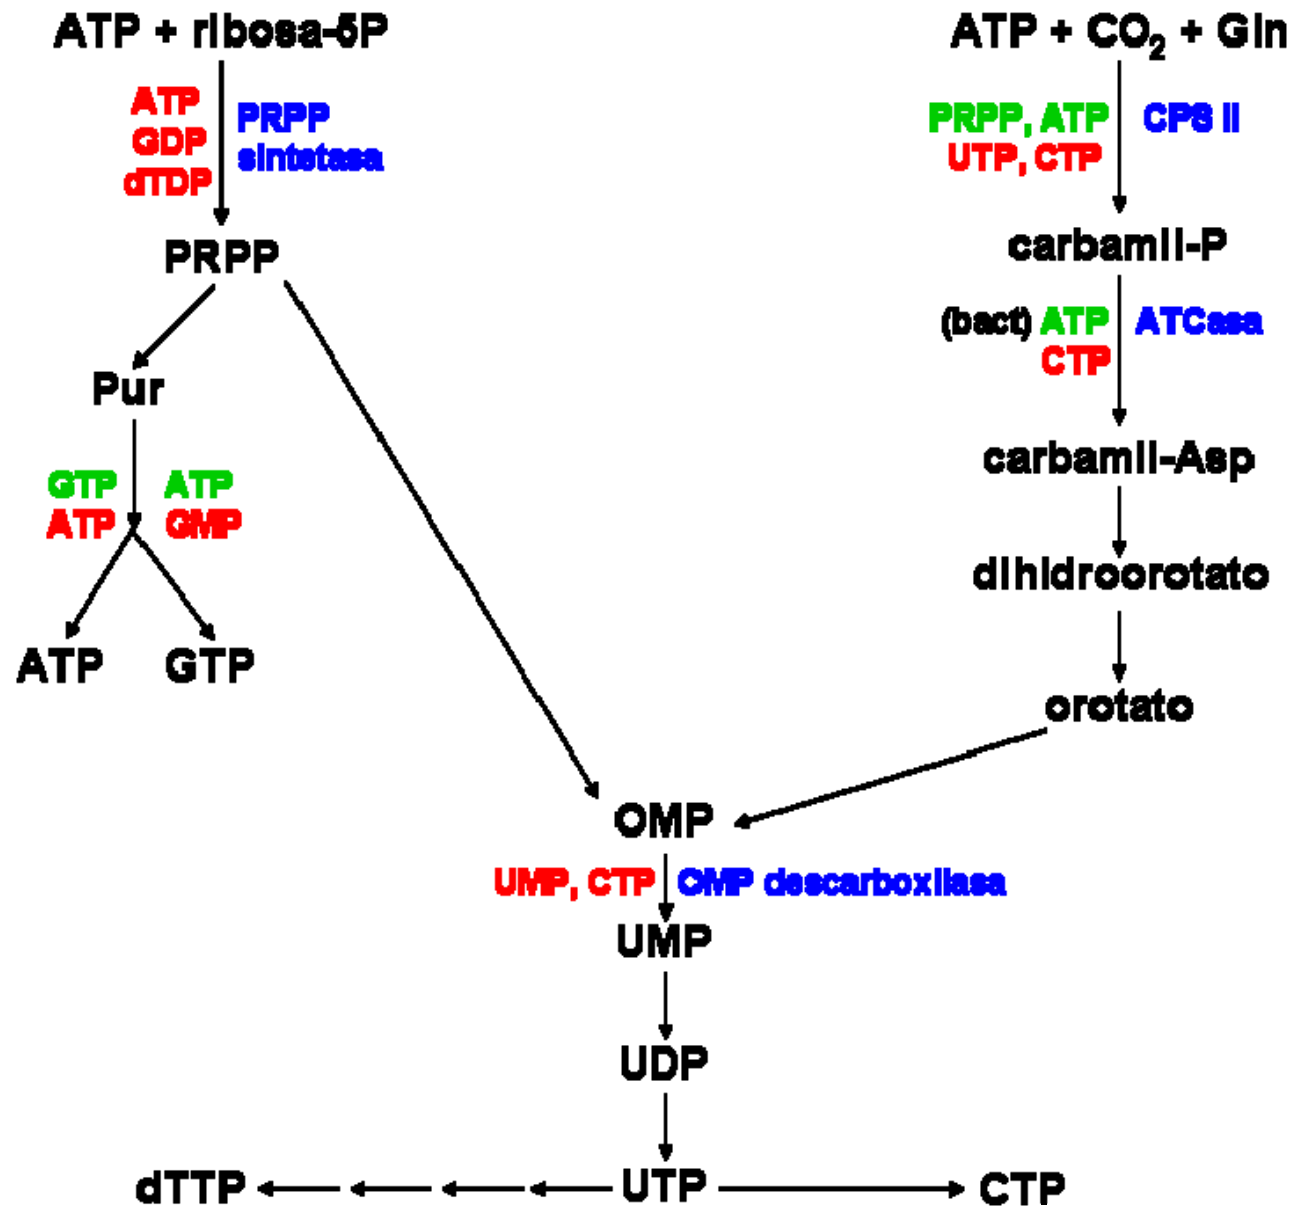 ATP + ribosa-5P
ATP
GDP
dTDP
PRPP
sintetasa
PRPP
Pur
GTP ATP
ATP GMP
ATP GTP
ATP + CO₂ + Gln
PRPP, ATP CPS II
UTP, CTP
carbamil-P
(bact) ATP ATCasa
CTP
carbamil-Asp
dihidroorotato
orotato
OMP
UMP, CTP OMP descarboxilasa
UMP
UDP
dTTP UTP CTP